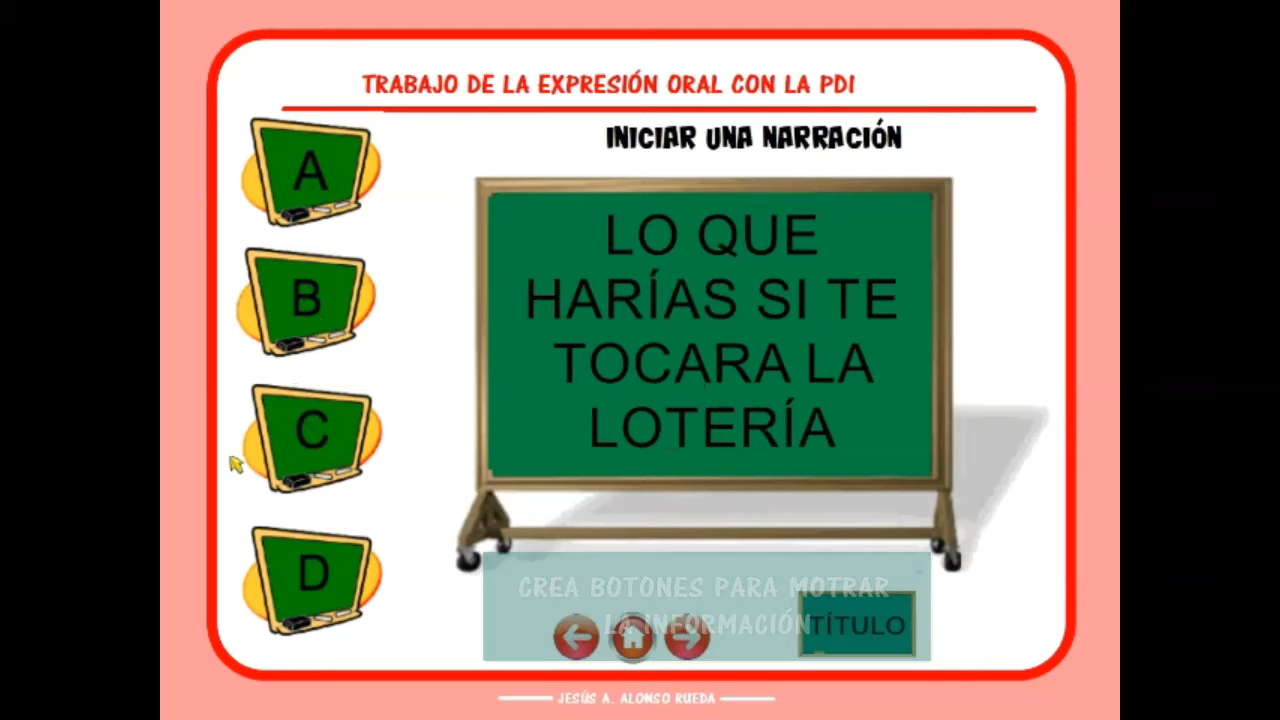 TRABAJO DE LA EXPRESIÓN ORAL CON LA PDI
INICIAR UNA NARRACIÓN
A
B
C
D
LO QUE
HARÍAS SI TE
TOCARA LA
LOTERÍA
CREA BOTONES PARA MOTRAR
LA INFORMACIÓN
TÍTULO
JESÚS A. ALONSO RUEDA